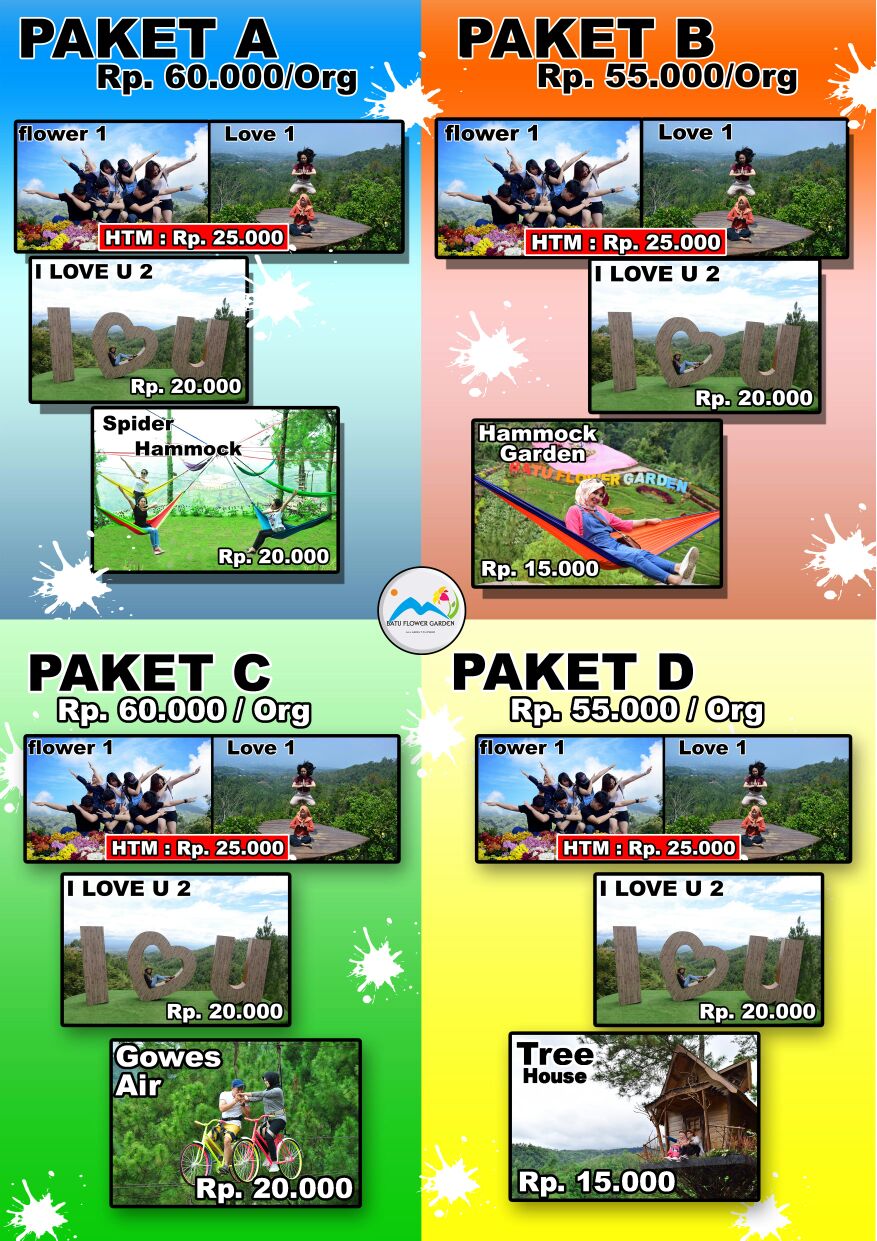 PAKET A
Rp. 60.000/Org
flower 1
Love 1
HTM : Rp. 25.000
I LOVE U 2
I U
Rp. 20.000
Spider
Hammock
Rp. 20.000
PAKET B
Rp. 55.000/Org
flower 1
Love 1
HTM : Rp. 25.000
I LOVE U 2
I U
Rp. 20.000
Hammock
Garden
BATU FLOWER GARDEN
Rp. 15.000
BATU FLOWER GARDEN
ALL ABOUT FLOWER
PAKET C
Rp. 60.000 / Org
flower 1
Love 1
HTM : Rp. 25.000
I LOVE U 2
I U
Rp. 20.000
Gowes
Air
Rp. 20.000
PAKET D
Rp. 55.000 / Org
flower 1
Love 1
HTM : Rp. 25.000
I LOVE U 2
I U
Rp. 20.000
Tree
House
Rp. 15.000